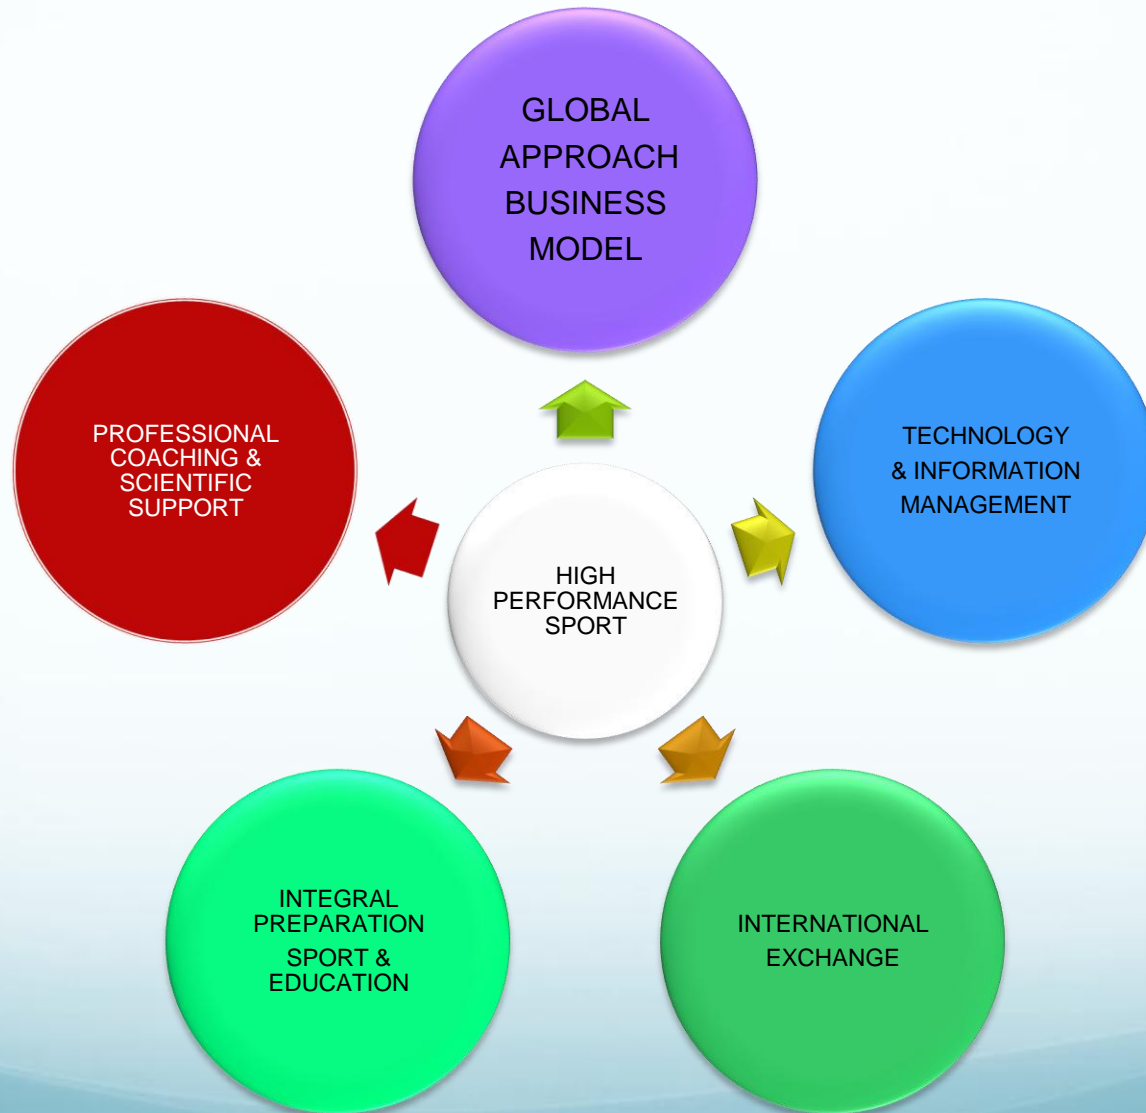 GLOBAL
APPROACH
BUSINESS
MODEL
PROFESSIONAL
COACHING &
SCIENTIFIC
SUPPORT
TECHNOLOGY
& INFORMATION
MANAGEMENT
HIGH
PERFORMANCE
SPORT
INTEGRAL
PREPARATION
SPORT &
EDUCATION
INTERNATIONAL
EXCHANGE